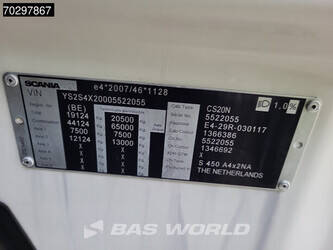 70297867
SCANIA
e4*2007/46*1128
VIN YS2S4X20005522055
(BE)
19124 20500
44124 65000
7500 7500
12124 13000
X X
X X
CS20N 1.0%
5522055
E4-29R-030117
1366386
5522055
1346692
X
S 450 A4x2NA
THE NETHERLANDS
BAS WORLD